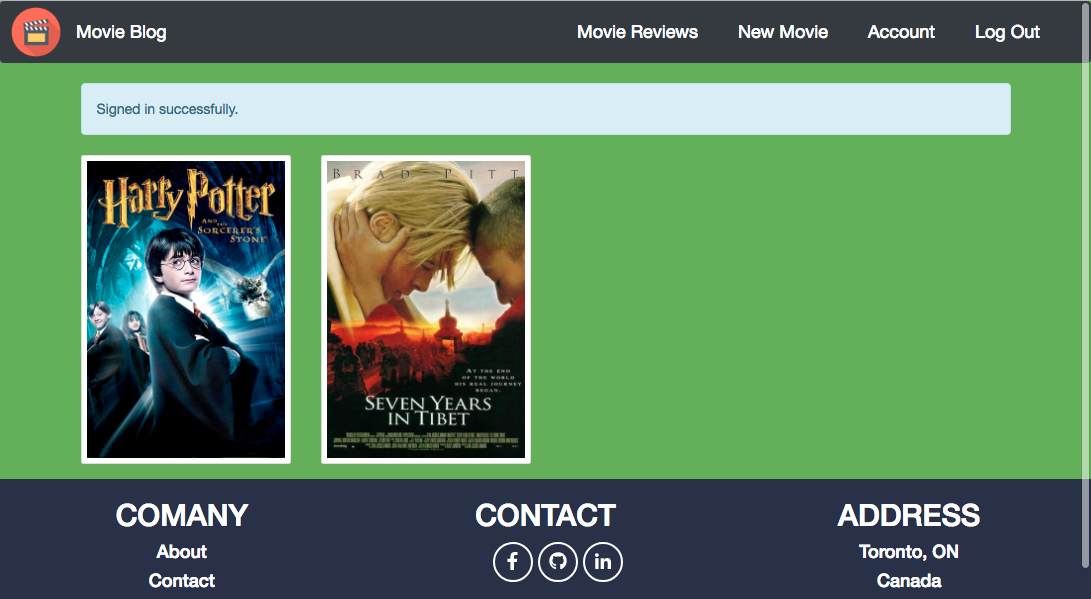 Movie Blog
Movie Reviews
New Movie
Account
Log Out
Signed in successfully.
Harry Potter
AND THE
SORCERER'S
STONE
BRAD PITT
AT THE END
OF THE WORLD
HIS REAL JOURNEY
BEGAN.
SEVEN YEARS
IN TIBET
COMANY
CONTACT
ADDRESS
About
Toronto, ON
Contact
Canada